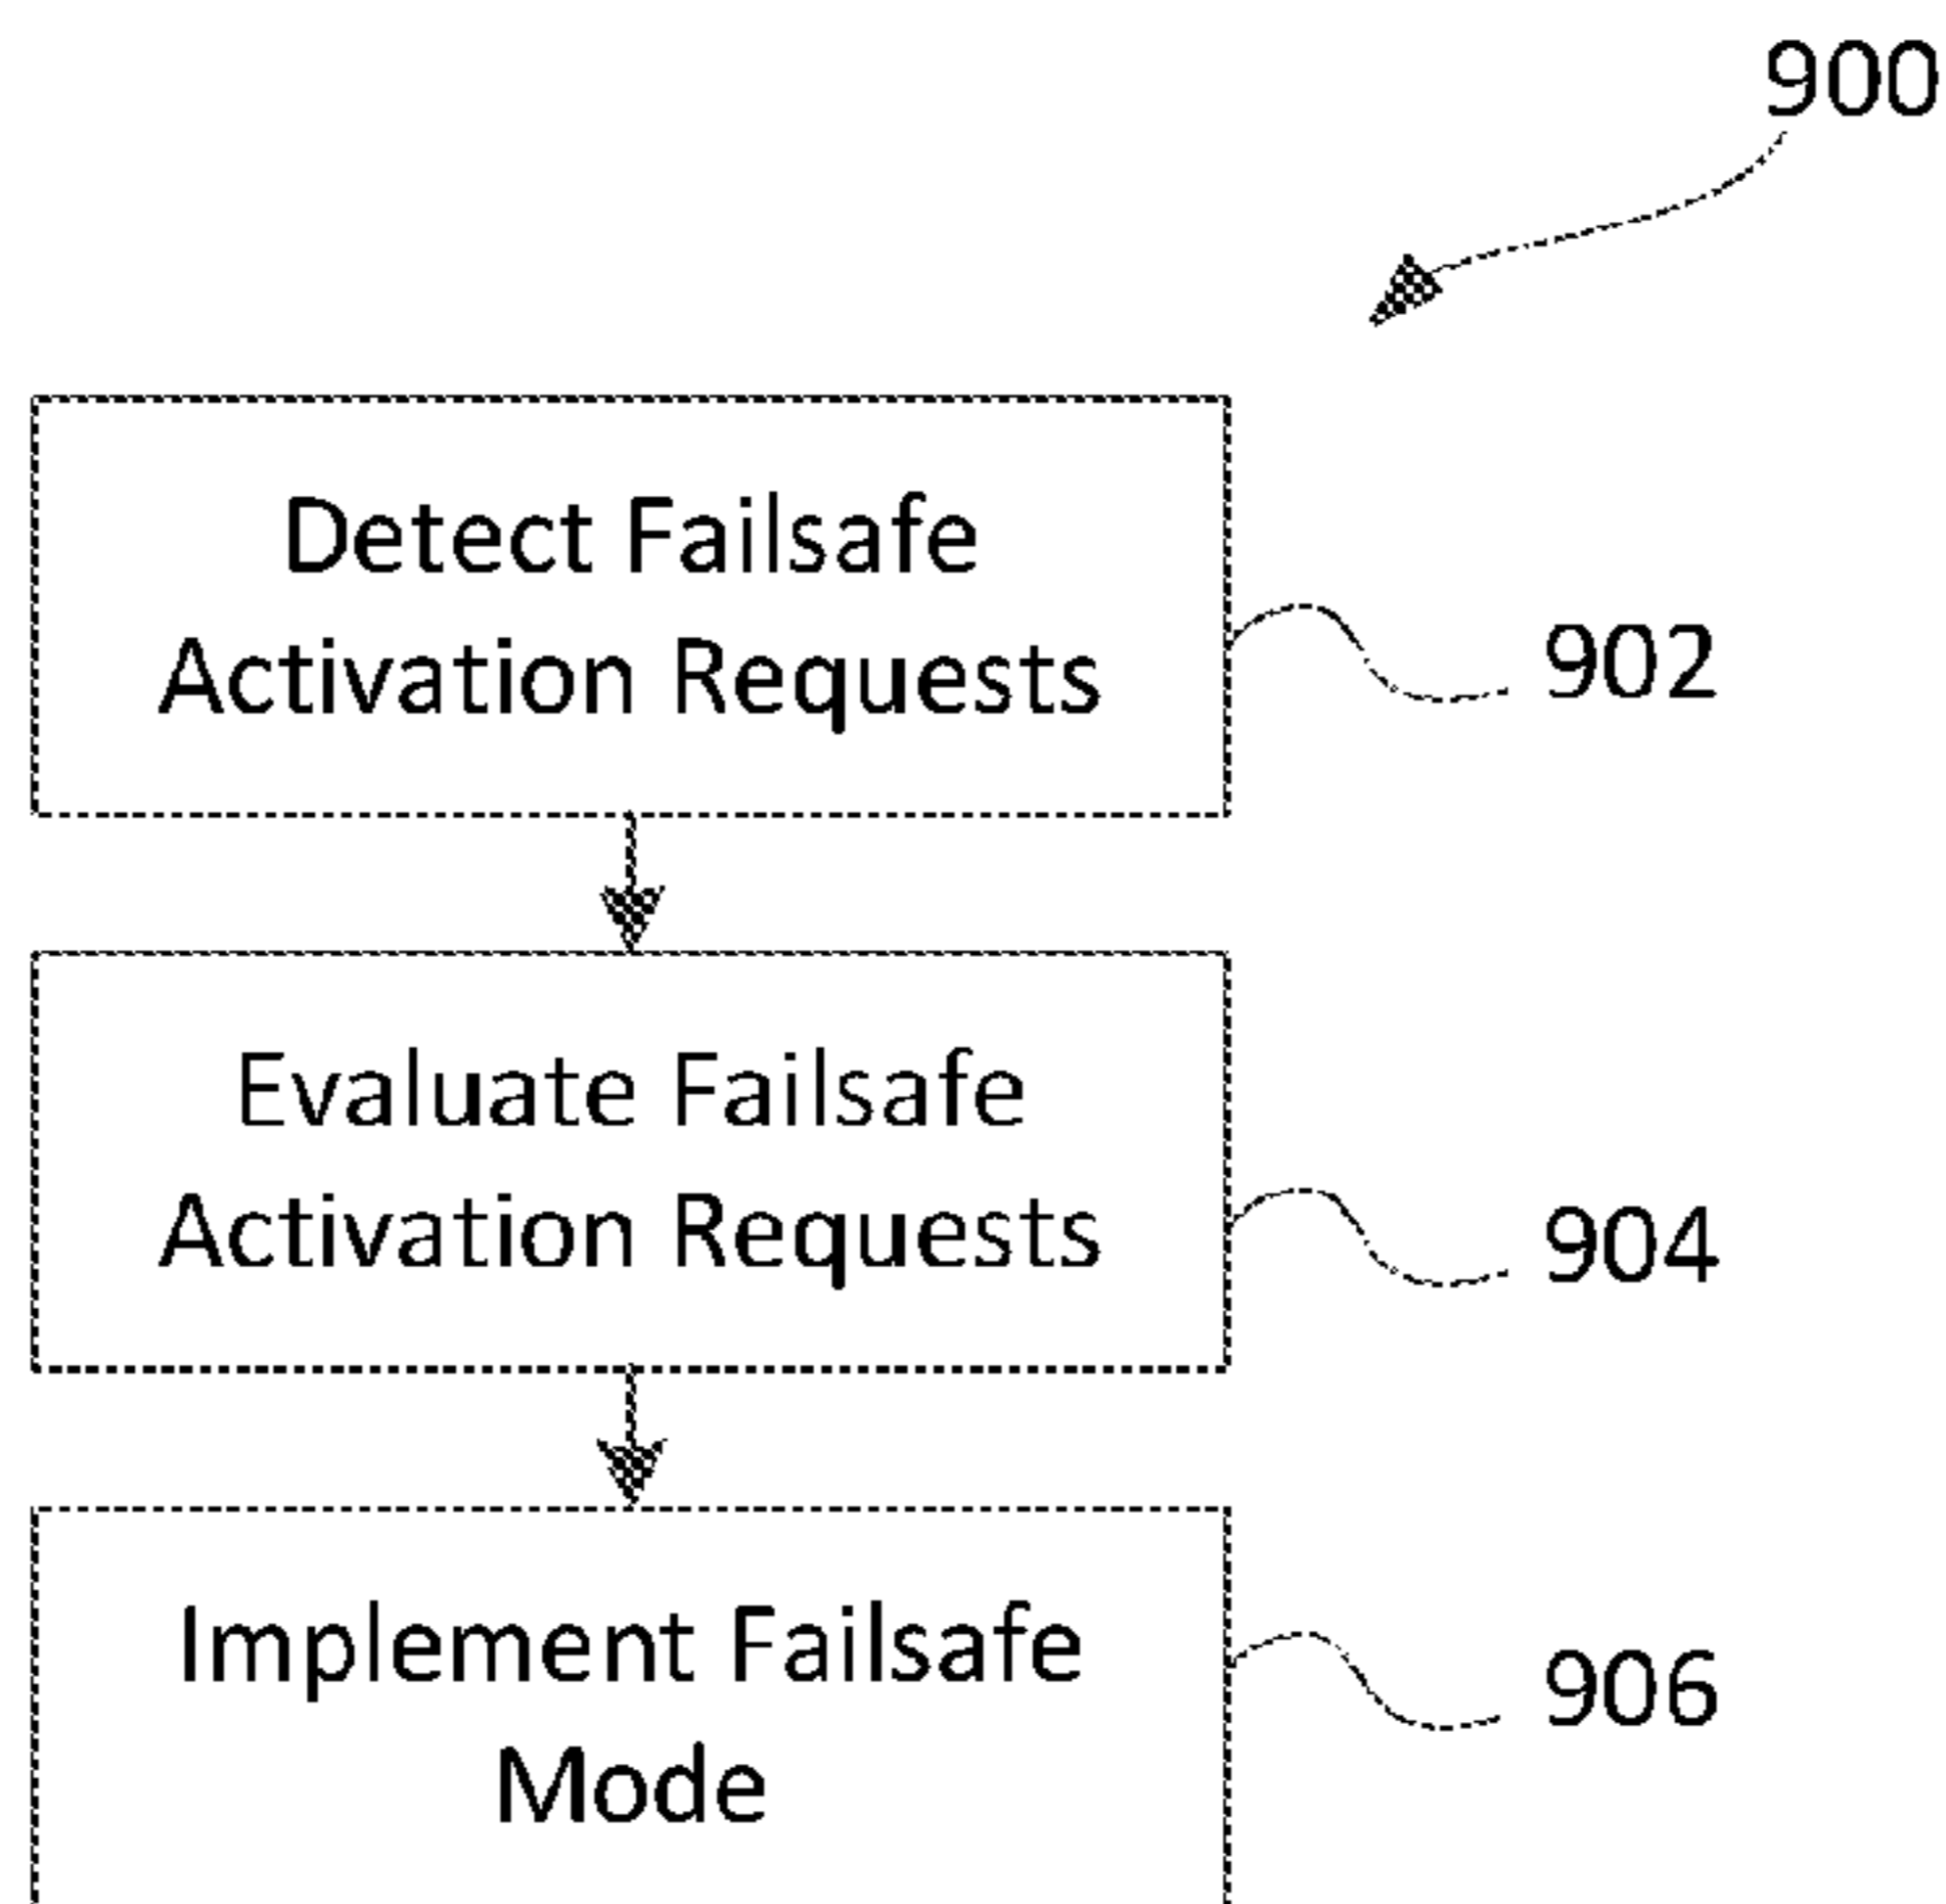 900
Detect Failsafe
Activation Requests
902
Evaluate Failsafe
Activation Requests
904
Implement Failsafe
Mode
906